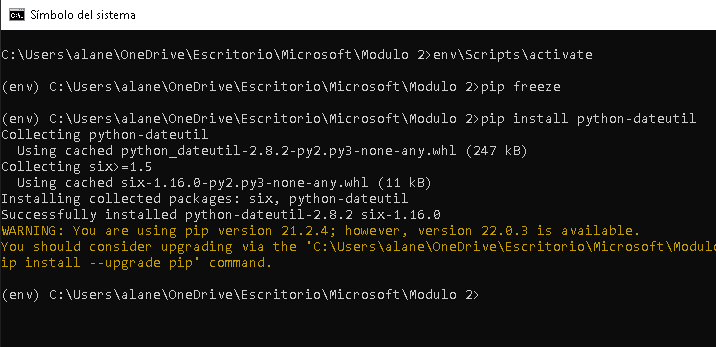 Símbolo del sistema
C:\Users\alane\OneDrive\Escritorio\Microsoft\Modulo 2>env\Scripts\activate
(env) C:\Users\alane\OneDrive\Escritorio\Microsoft\Modulo 2>pip freeze
(env) C:\Users\alane\OneDrive\Escritorio\Microsoft\Modulo 2>pip install python-dateutil
Collecting python-dateutil
  Using cached python_dateutil-2.8.2-py2.py3-none-any.whl (247 kB)
Collecting six>=1.5
  Using cached six-1.16.0-py2.py3-none-any.whl (11 kB)
Installing collected packages: six, python-dateutil
Successfully installed python-dateutil-2.8.2 six-1.16.0
WARNING: You are using pip version 21.2.4; however, version 22.0.3 is available.
You should consider upgrading via the 'C:\Users\alane\OneDrive\Escritorio\Microsoft\Modulo
ip install --upgrade pip' command.
(env) C:\Users\alane\OneDrive\Escritorio\Microsoft\Modulo 2>